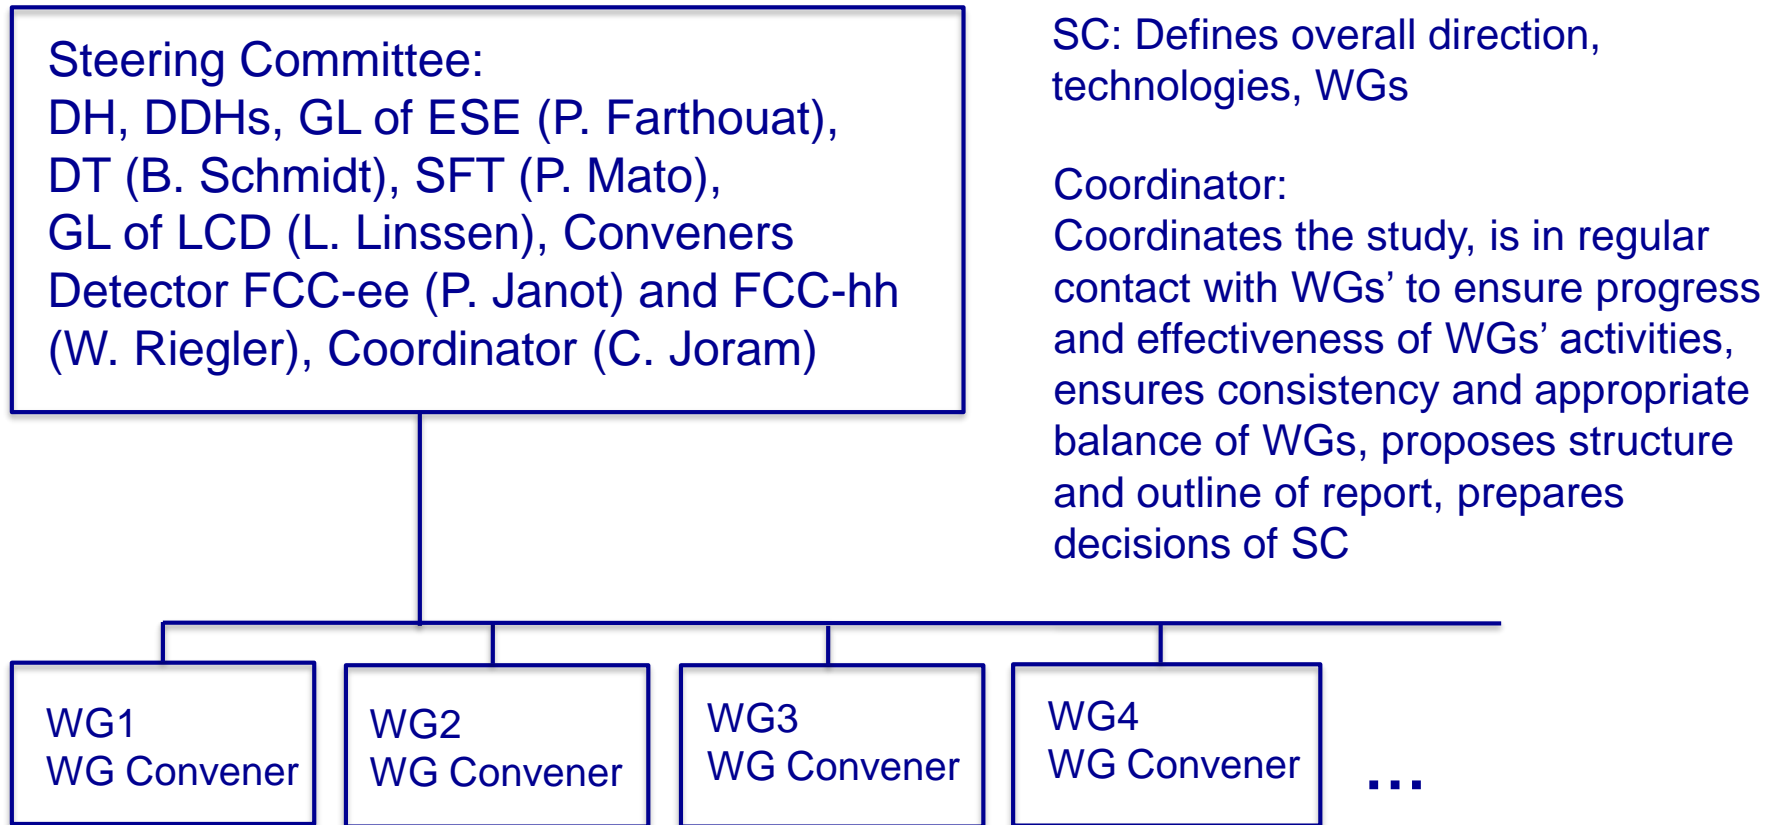 Steering Committee:
DH, DDHs, GL of ESE (P. Farthouat),
DT (B. Schmidt), SFT (P. Mato),
GL of LCD (L. Linssen), Conveners
Detector FCC-ee (P. Janot) and FCC-hh
(W. Riegler), Coordinator (C. Joram)
SC: Defines overall direction,
technologies, WGs
Coordinator:
Coordinates the study, is in regular
contact with WGs’ to ensure progress
and effectiveness of WGs’ activities,
ensures consistency and appropriate
balance of WGs, proposes structure
and outline of report, prepares
decisions of SC
WG1
WG Convener
WG2
WG Convener
WG3
WG Convener
WG4
WG Convener
…